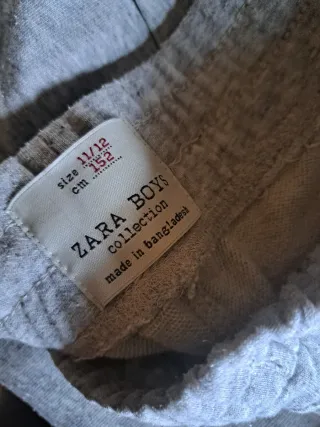 size 11/12
cm 152
ZARA BOYS
collection
made in bangladesh